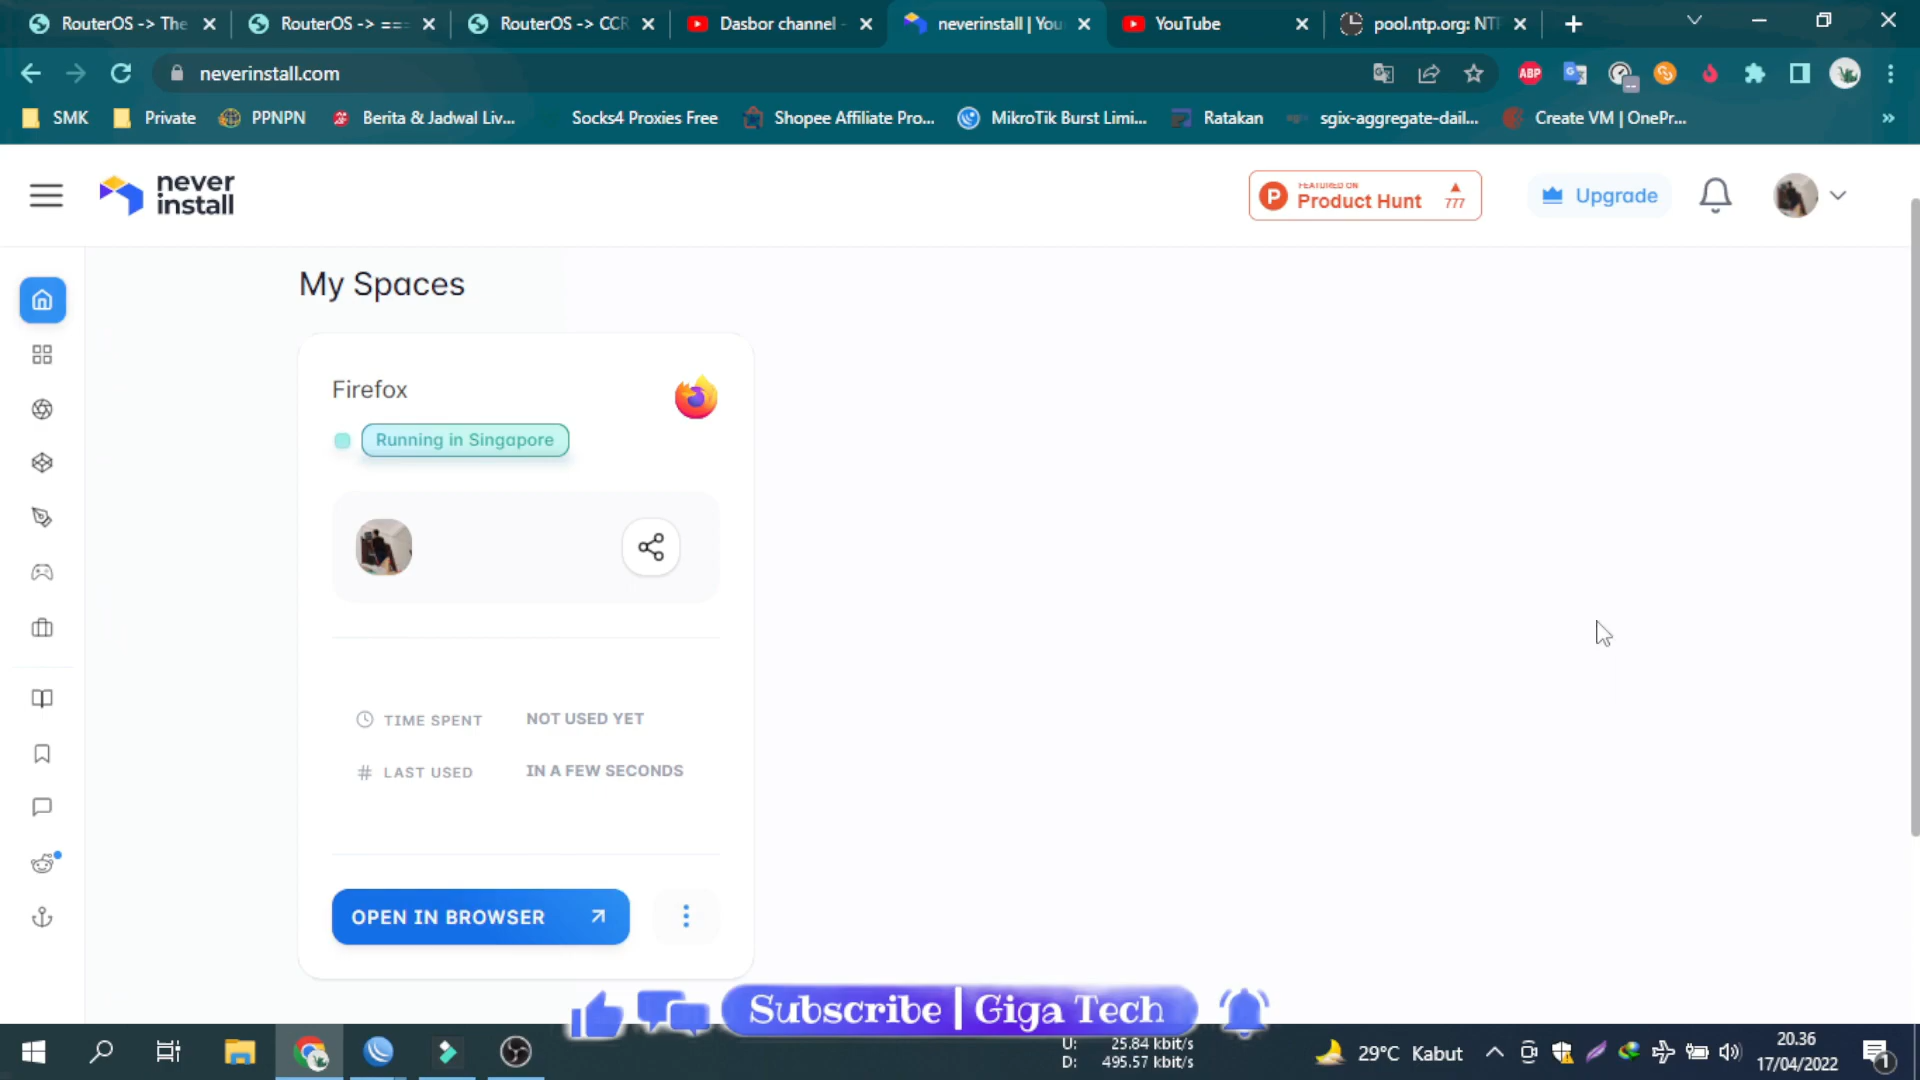 RouterOS -> The
RouterOS -> ===
RouterOS -> CCR
Dasbor channel -
neverinstall | You
YouTube
pool.ntp.org: NTP
neverinstall.com
ABP
SMK
Private
PPNPN
Berita & Jadwal Liv...
Socks4 Proxies Free
Shopee Affiliate Pro...
MikroTik Burst Limi...
Ratakan
sgix-aggregate-dail...
Create VM | OnePr...
»
never
install
FEATURED ON
Product Hunt
777
Upgrade
My Spaces
Firefox
Running in Singapore
TIME SPENT
NOT USED YET
# LAST USED
IN A FEW SECONDS
OPEN IN BROWSER
Subscribe | Giga Tech
U: 25.84 kbit/s
D: 495.57 kbit/s
29°C Kabut
20.36
17/04/2022
1